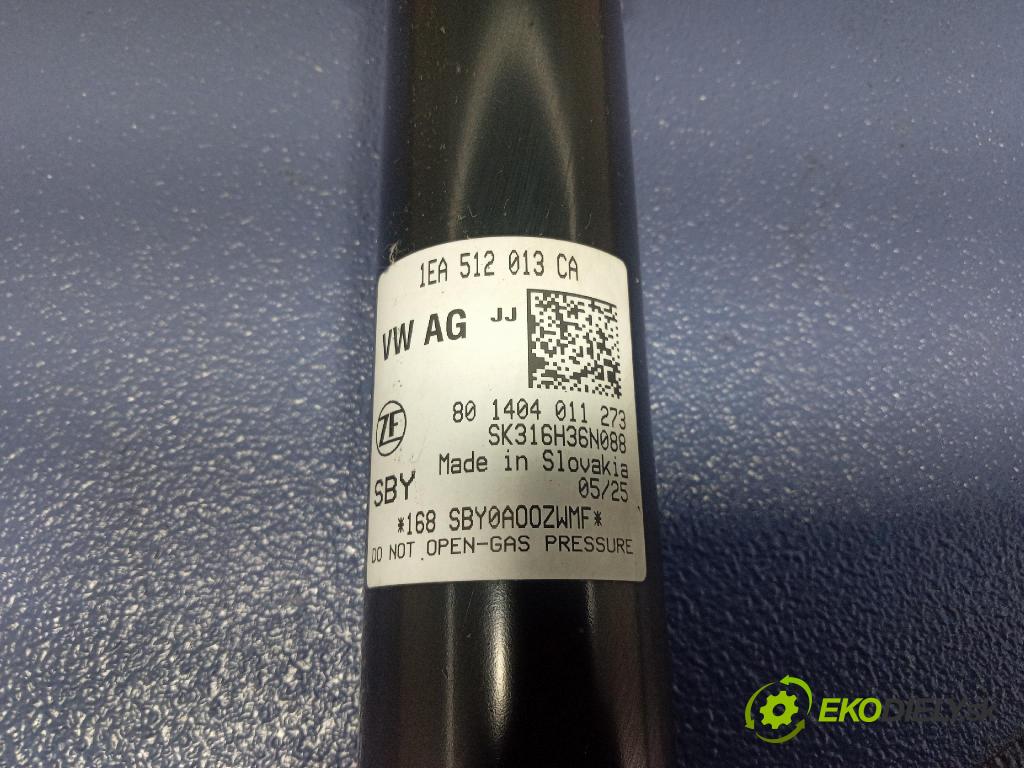 1EA 512 013 CA
VW AG JJ
80 1404 011 273
ZF
SK316H36N088
Made in Slovakia
SBY
05/25
*168 SBY0A00ZWMF*
DO NOT OPEN-GAS PRESSURE
EKODIELY.SK